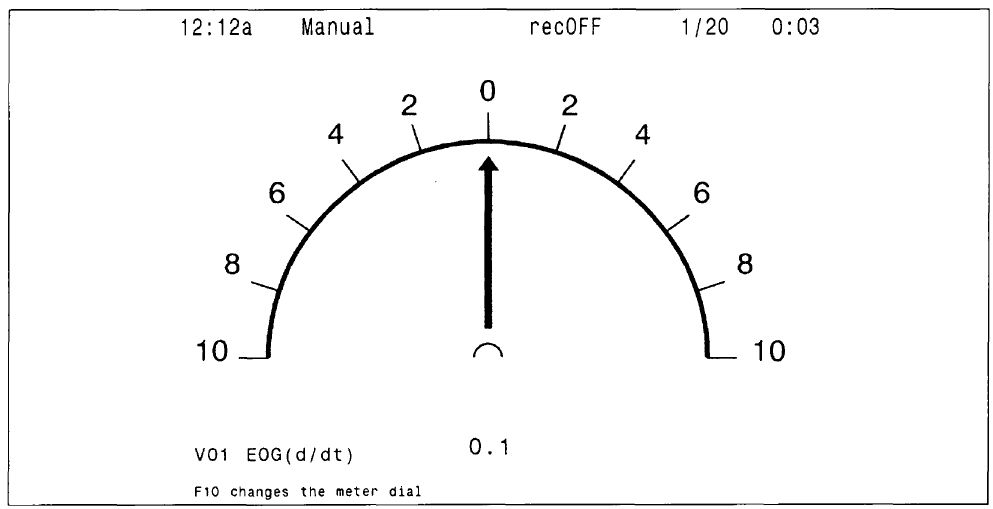 12:12a Manual recOFF 1/20 0:03
0
2 2
4 4
6 6
8 8
10 10
0.1
V01 EOG(d/dt)
F10 changes the meter dial